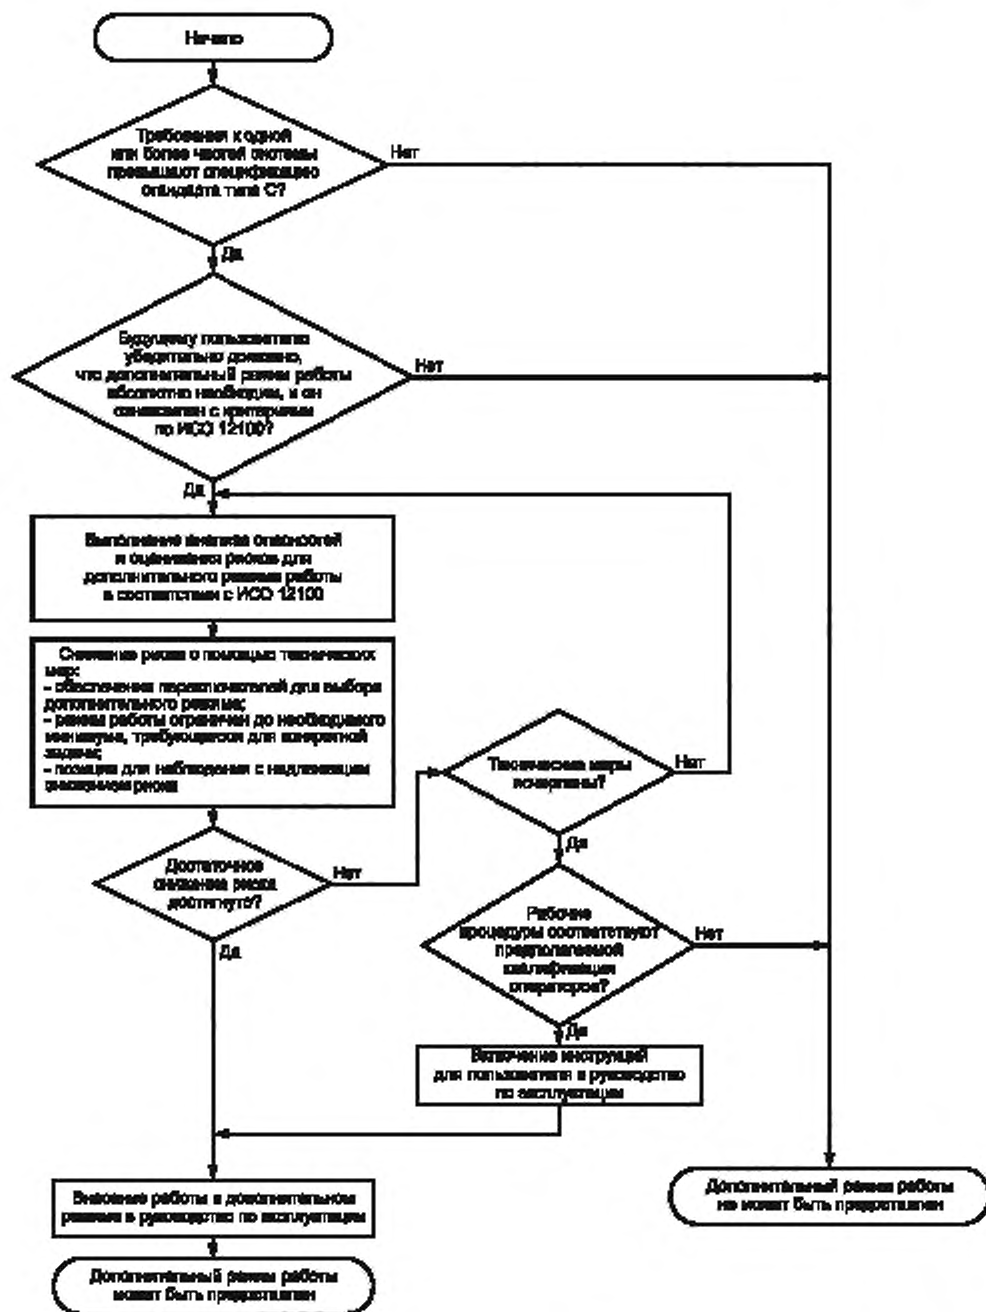 Начало
Требования к одной
или более частей системы
превышают спецификацию
стандарта типа С?
Нет
Да
Будущему пользователю
убедительно доказано,
что дополнительный режим работы
абсолютно необходим, и он
ознакомлен с критериями
по ИСО 12100?
Нет
Да
Выполнение анализа опасностей
и оценивания рисков для
дополнительного режима работы
в соответствии с ИСО 12100
Снижение риска с помощью технических
мер:
- обеспечения переключателей для выбора
дополнительного режима;
- режим работы ограничен до необходимого
минимума, требующегося для конкретной
задачи;
- позиция для наблюдения с надлежащим
снижением риска
Технические меры
исчерпаны?
Нет
Да
Достаточное
снижение риска
достигнуто?
Нет
Да
Рабочие
процедуры соответствуют
предполагаемой
квалификации
операторов?
Нет
Да
Включение инструкций
для пользователя в руководство
по эксплуатации
Внесение работы в дополнительном
режиме в руководство по эксплуатации
Дополнительный режим работы
не может быть предоставлен
Дополнительный режим работы
может быть предоставлен